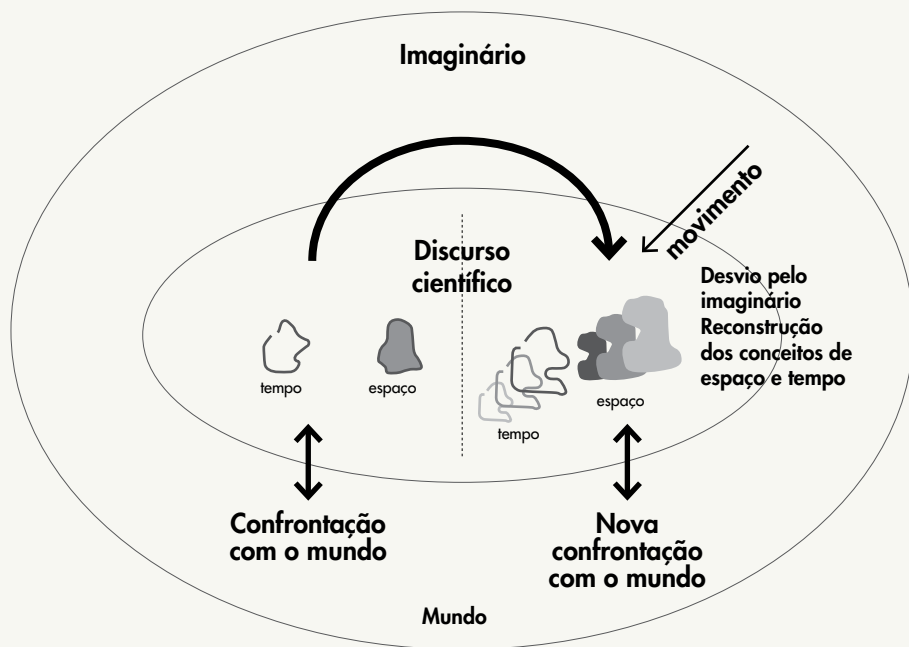 Imaginário
movimento
Discurso
científico
Desvio pelo
imaginário
Reconstrução
dos conceitos de
espaço e tempo
tempo
espaço
tempo
espaço
Confrontação
com o mundo
Nova
confrontação
com o mundo
Mundo